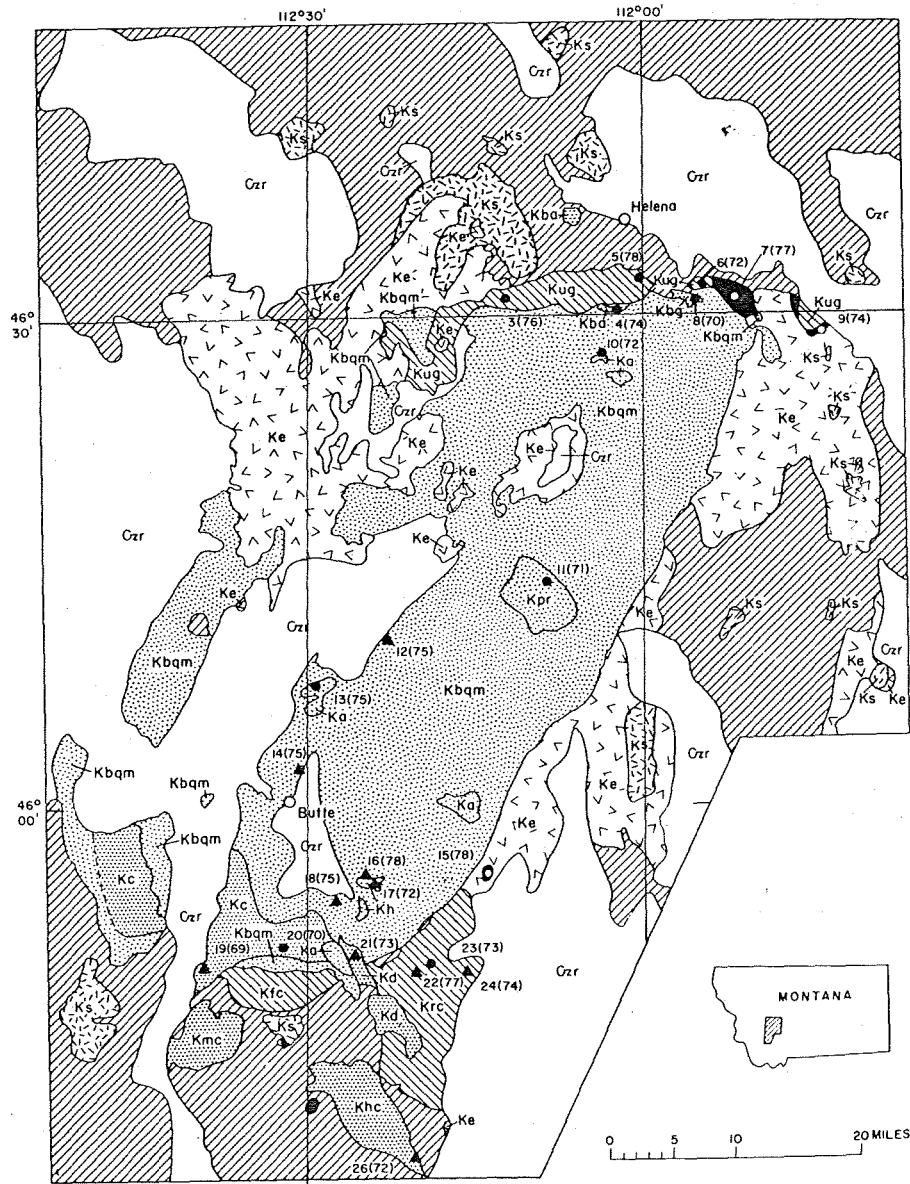 112°30'
112°00'
Ks
Czr
Ks
Ks
Ks
Ks
Czr
Czr
Czr
Ks
Kba
Helena
Czr
Ke
Ke
Kbqm
5(78)
6(72)
7(77)
Ks
Ke
Kug
Kug
Kug
46°
30'
3(76)
Kbd
4(74)
Kbg
8(70)
Kbqm
9(74)
Ke
Kbqm
Kug
10(72)
Ka
Ks
Czr
Kbqm
Ke
Ks
Ke
Ke
Ke
Czr
Ke
Ks
Czr
Ke
Ke
11(71)
Kpr
Czr
Ke
Ks
Ks
Czr
Kbqm
12(75)
Kbqm
Ke
Ks
Ke
13(75)
Ka
Ks
Czr
14(75)
Kbqm
Kbqm
Ke
46°
00'
Butte
Ka
Ke
Kbqm
Czr
Kc
16(78)
15(78)
18(75)
17(72)
Kh
Czr
Kc
Kbqm
20(70)
Ka
21(73)
23(73)
19(69)
Kd
22(77)
24(74)
Czr
Kfc
Krc
Ks
Kd
Kmc
Ks
MONTANA
Khc
Ke
26(72)
0 5 10 20 MILES